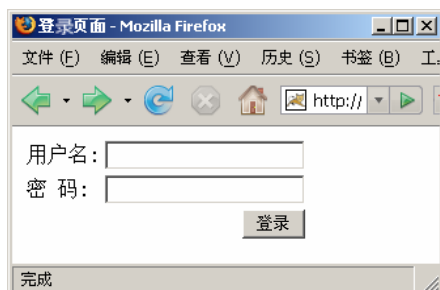 登录页面 - Mozilla Firefox
文件 (F) 编辑 (E) 查看 (V) 历史 (S) 书签 (B) 工
http://
用户名:
密 码:
登录
完成